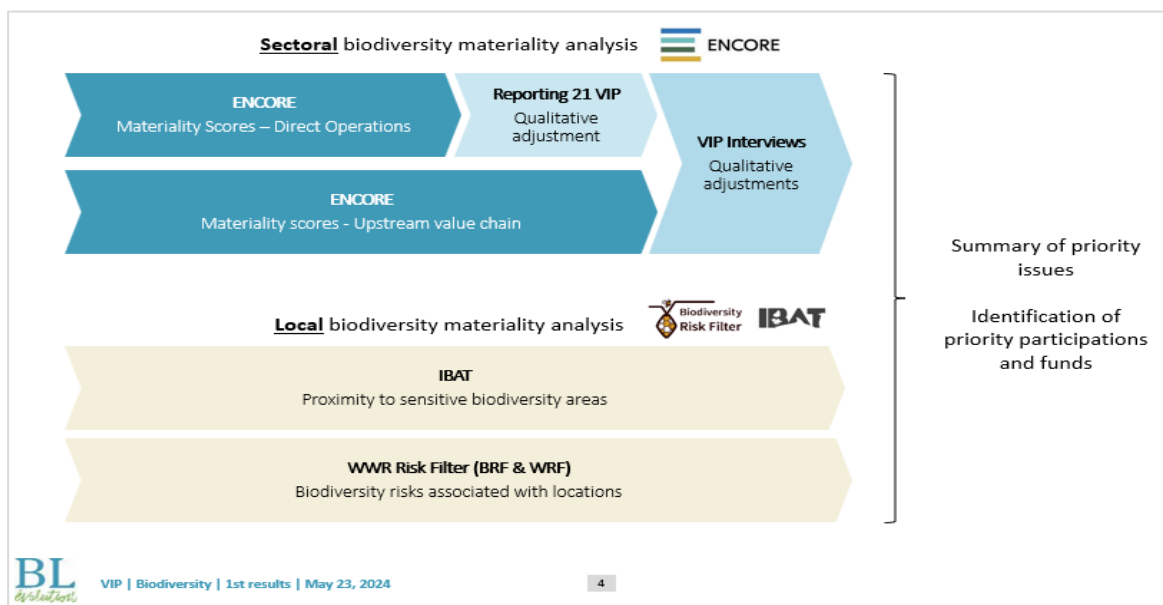 Sectoral biodiversity materiality analysis
ENCORE
ENCORE
Materiality Scores – Direct Operations
Reporting 21 VIP
Qualitative
adjustment
VIP Interviews
Qualitative
adjustments
ENCORE
Materiality scores - Upstream value chain
Summary of priority
issues
Identification of
priority participations
and funds
Local biodiversity materiality analysis
Biodiversity
Risk Filter
IBAT
IBAT
Proximity to sensitive biodiversity areas
WWR Risk Filter (BRF & WRF)
Biodiversity risks associated with locations
BL
évolution
VIP | Biodiversity | 1st results | May 23, 2024
4